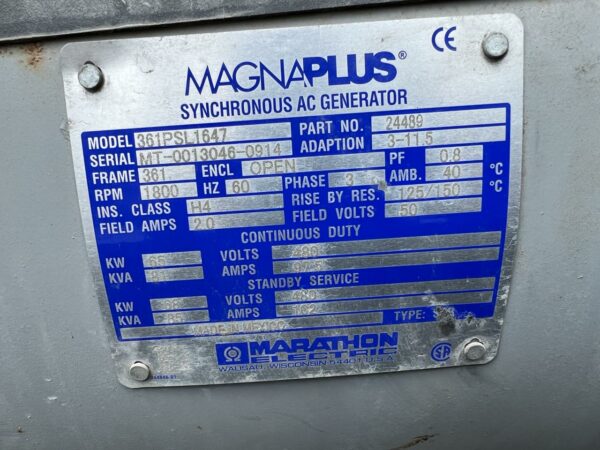 MAGNAPLUS® CE
SYNCHRONOUS AC GENERATOR
MODEL 361PSL1647 PART NO. 24489
SERIAL MT-0013046-0914 ADAPTION 3-11.5
FRAME 361 ENCL OPEN PF 0.8
RPM 1800 HZ 60 PHASE 3 AMB. 40 °C
INS. CLASS H4 RISE BY RES. 125/150 °C
FIELD AMPS 2.0 FIELD VOLTS 50
CONTINUOUS DUTY
KW 65 VOLTS 480
KVA AMPS
STANDBY SERVICE
KW VOLTS 480
KVA AMPS
MADE IN MEXICO TYPE:
MARATHON
ELECTRIC
WAUSAU, WISCONSIN 54401 U.S.A.